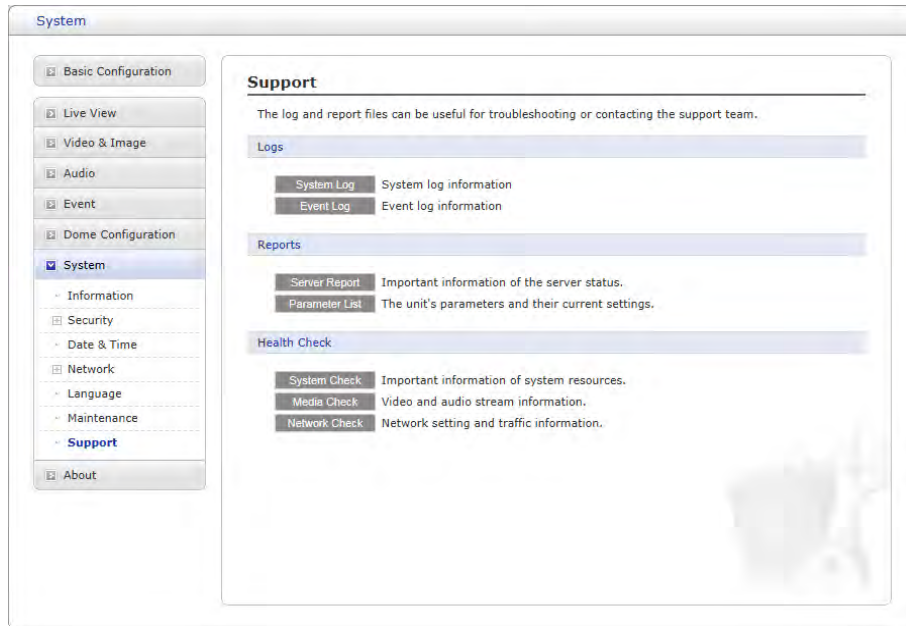 System
Basic Configuration
Live View
Video & Image
Audio
Event
Dome Configuration
System
Information
Security
Date & Time
Network
Language
Maintenance
Support
About
Support
The log and report files can be useful for troubleshooting or contacting the support team.
Logs
System Log System log information
Event Log Event log information
Reports
Server Report Important information of the server status.
Parameter List The unit's parameters and their current settings.
Health Check
System Check Important information of system resources.
Media Check Video and audio stream information.
Network Check Network setting and traffic information.